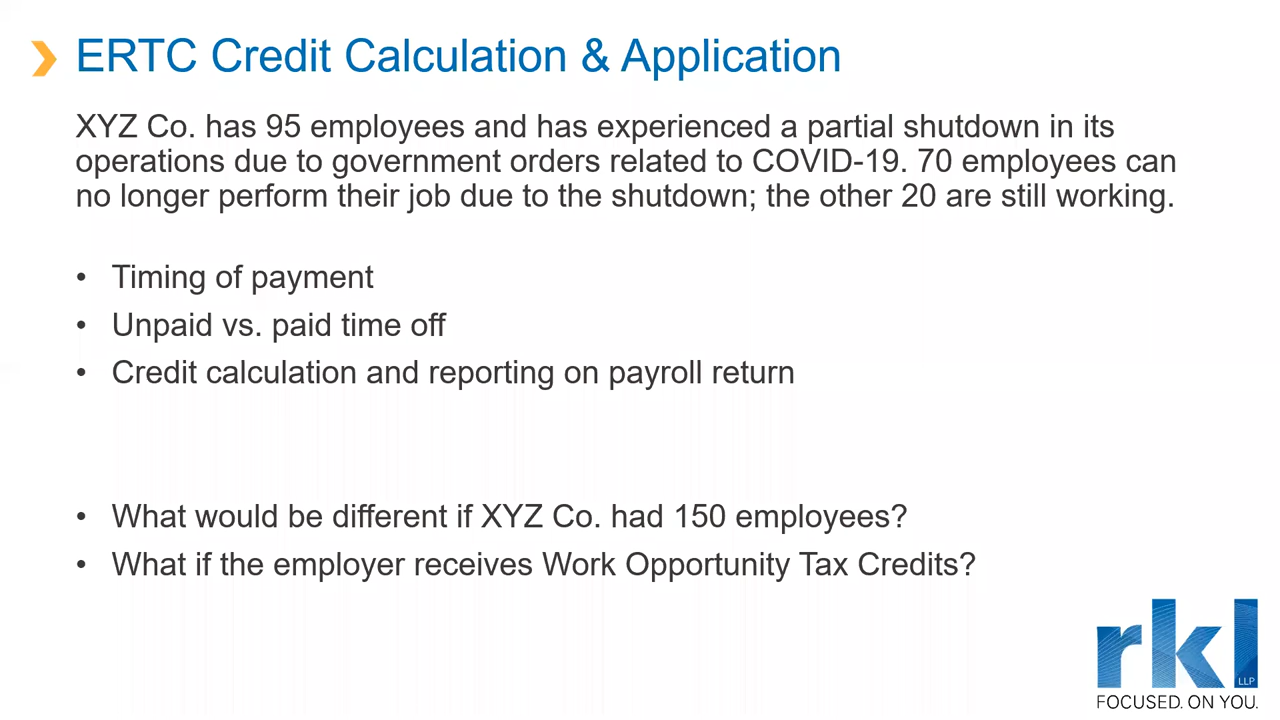 ERTC Credit Calculation & Application
XYZ Co. has 95 employees and has experienced a partial shutdown in its
operations due to government orders related to COVID-19. 70 employees can
no longer perform their job due to the shutdown; the other 20 are still working.
• Timing of payment
• Unpaid vs. paid time off
• Credit calculation and reporting on payroll return
• What would be different if XYZ Co. had 150 employees?
• What if the employer receives Work Opportunity Tax Credits?
rkl
LLP
FOCUSED. ON YOU.